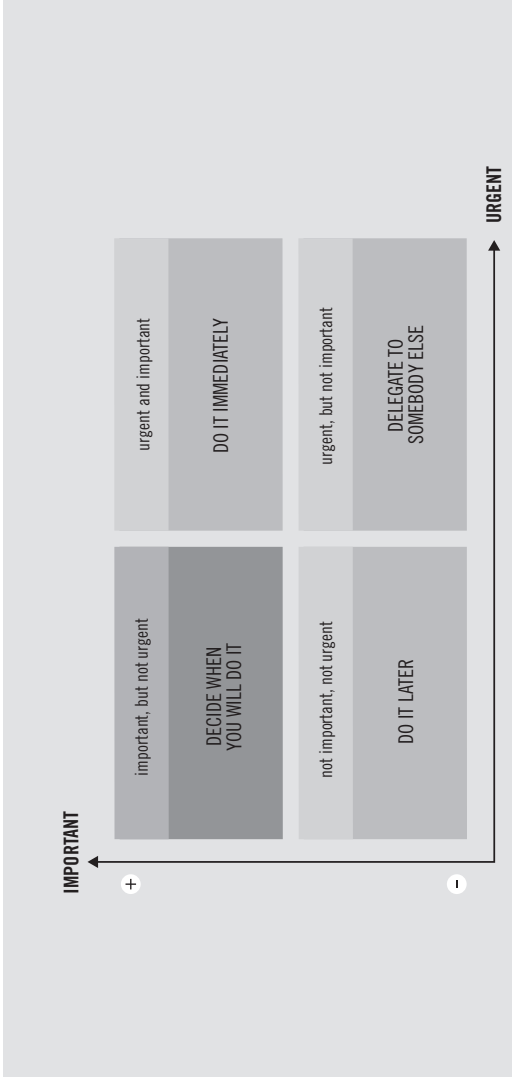 IMPORTANT
+
important, but not urgent
DECIDE WHEN
YOU WILL DO IT
urgent and important
DO IT IMMEDIATELY
not important, not urgent
DO IT LATER
urgent, but not important
DELEGATE TO
SOMEBODY ELSE
-
URGENT